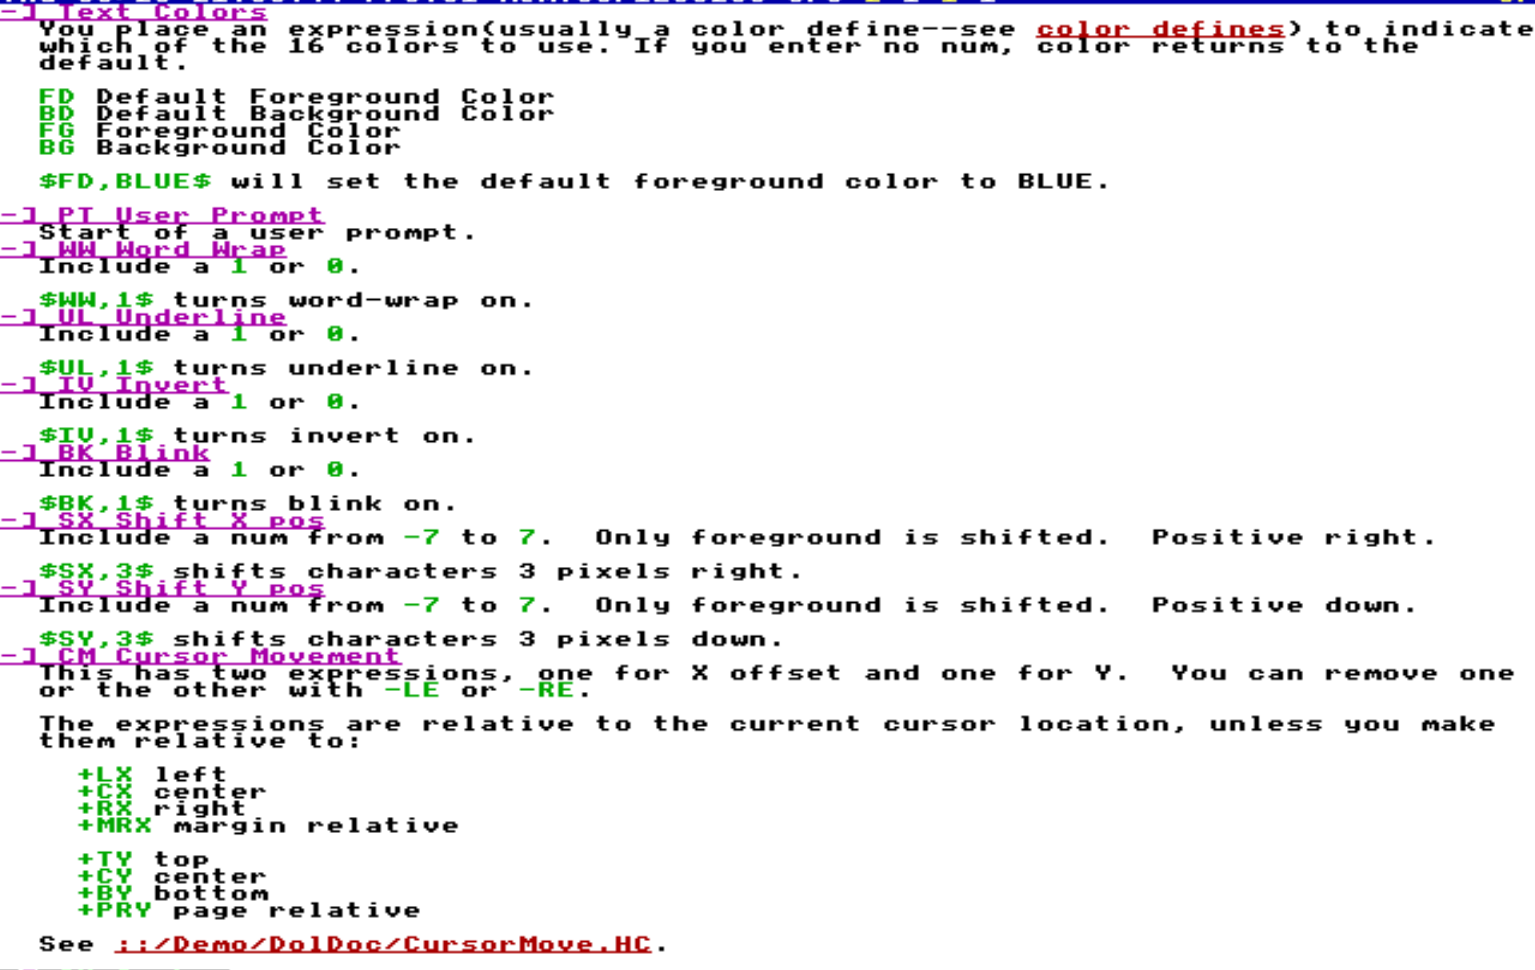 -] Text Colors
You place an expression(usually a color define--see color defines) to indicate
which of the 16 colors to use. If you enter no num, color returns to the
default.
FD Default Foreground Color
BD Default Background Color
FG Foreground Color
BG Background Color
$FD,BLUE$ will set the default foreground color to BLUE.
-] PT User Prompt
Start of a user prompt.
-] WW Word Wrap
Include a 1 or 0.
$WW,1$ turns word-wrap on.
-] UL Underline
Include a 1 or 0.
$UL,1$ turns underline on.
-] IV Invert
Include a 1 or 0.
$IV,1$ turns invert on.
-] BK Blink
Include a 1 or 0.
$BK,1$ turns blink on.
-] SX Shift X pos
Include a num from -7 to 7.  Only foreground is shifted.  Positive right.
$SX,3$ shifts characters 3 pixels right.
-] SY Shift Y pos
Include a num from -7 to 7.  Only foreground is shifted.  Positive down.
$SY,3$ shifts characters 3 pixels down.
-] CM Cursor Movement
This has two expressions, one for X offset and one for Y.  You can remove one
or the other with -LE or -RE.
The expressions are relative to the current cursor location, unless you make
them relative to:
+LX left
+CX center
+RX right
+MRX margin relative
+TY top
+CY center
+BY bottom
+PRY page relative
See ::/Demo/DolDoc/CursorMove.HC.